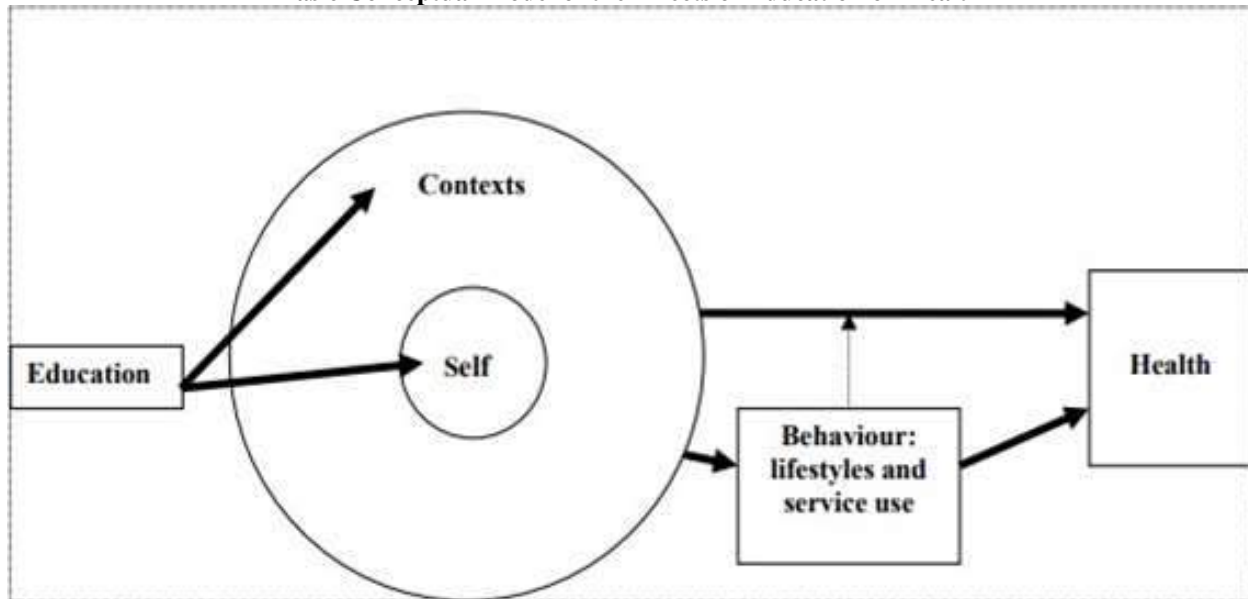 Contexts
Self
Education
Health
Behaviour:
lifestyles and
service use